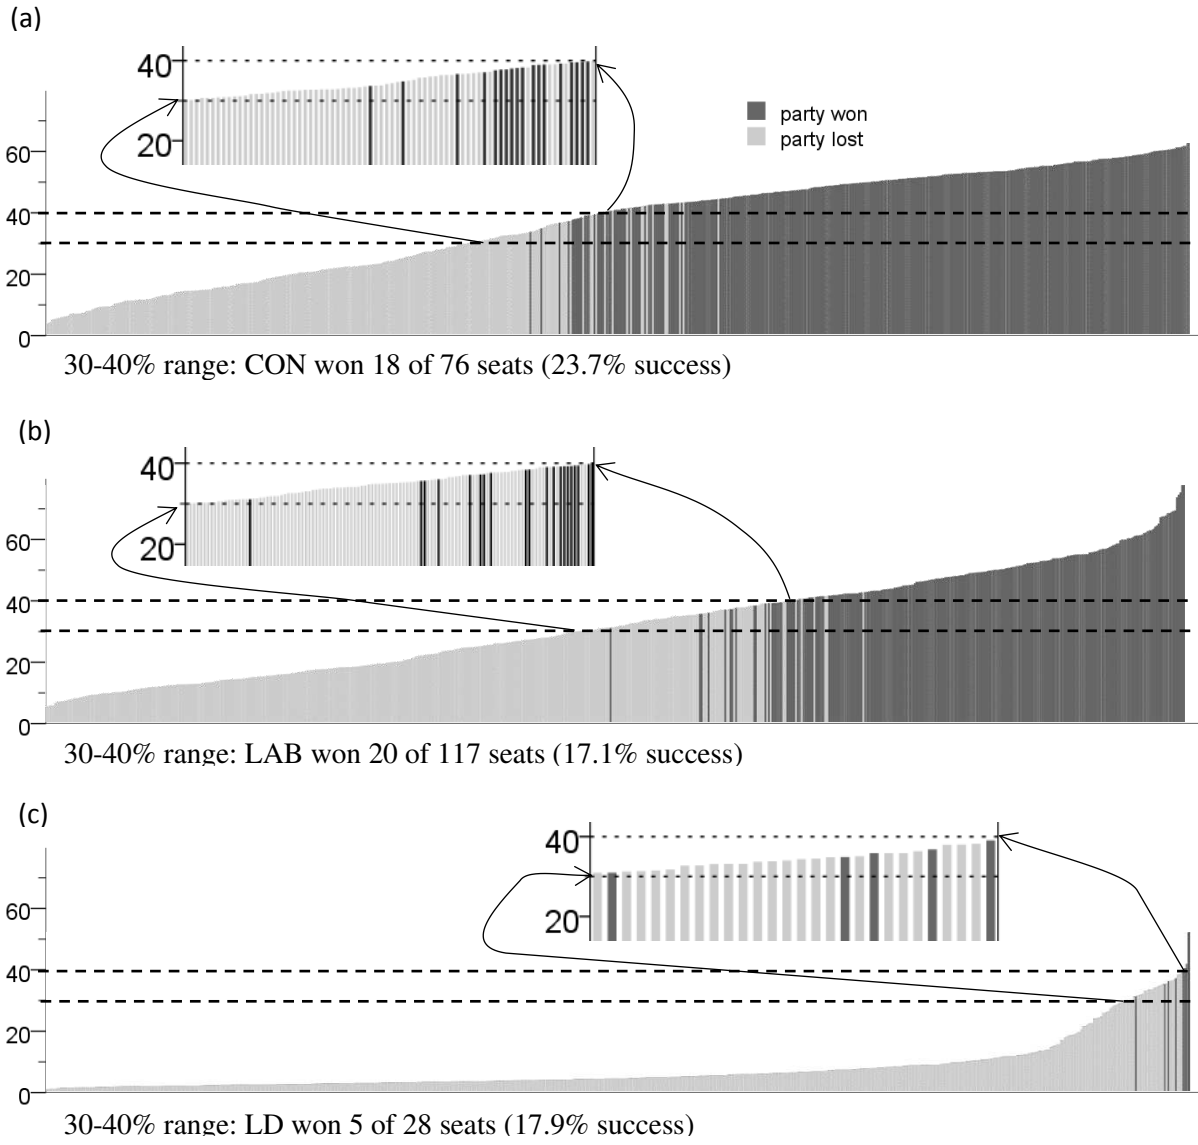 (a)
40
20
party won
party lost
60
40
20
0
30-40% range: CON won 18 of 76 seats (23.7% success)
(b)
40
20
60
40
20
0
30-40% range: LAB won 20 of 117 seats (17.1% success)
(c)
40
20
60
40
20
0
30-40% range: LD won 5 of 28 seats (17.9% success)